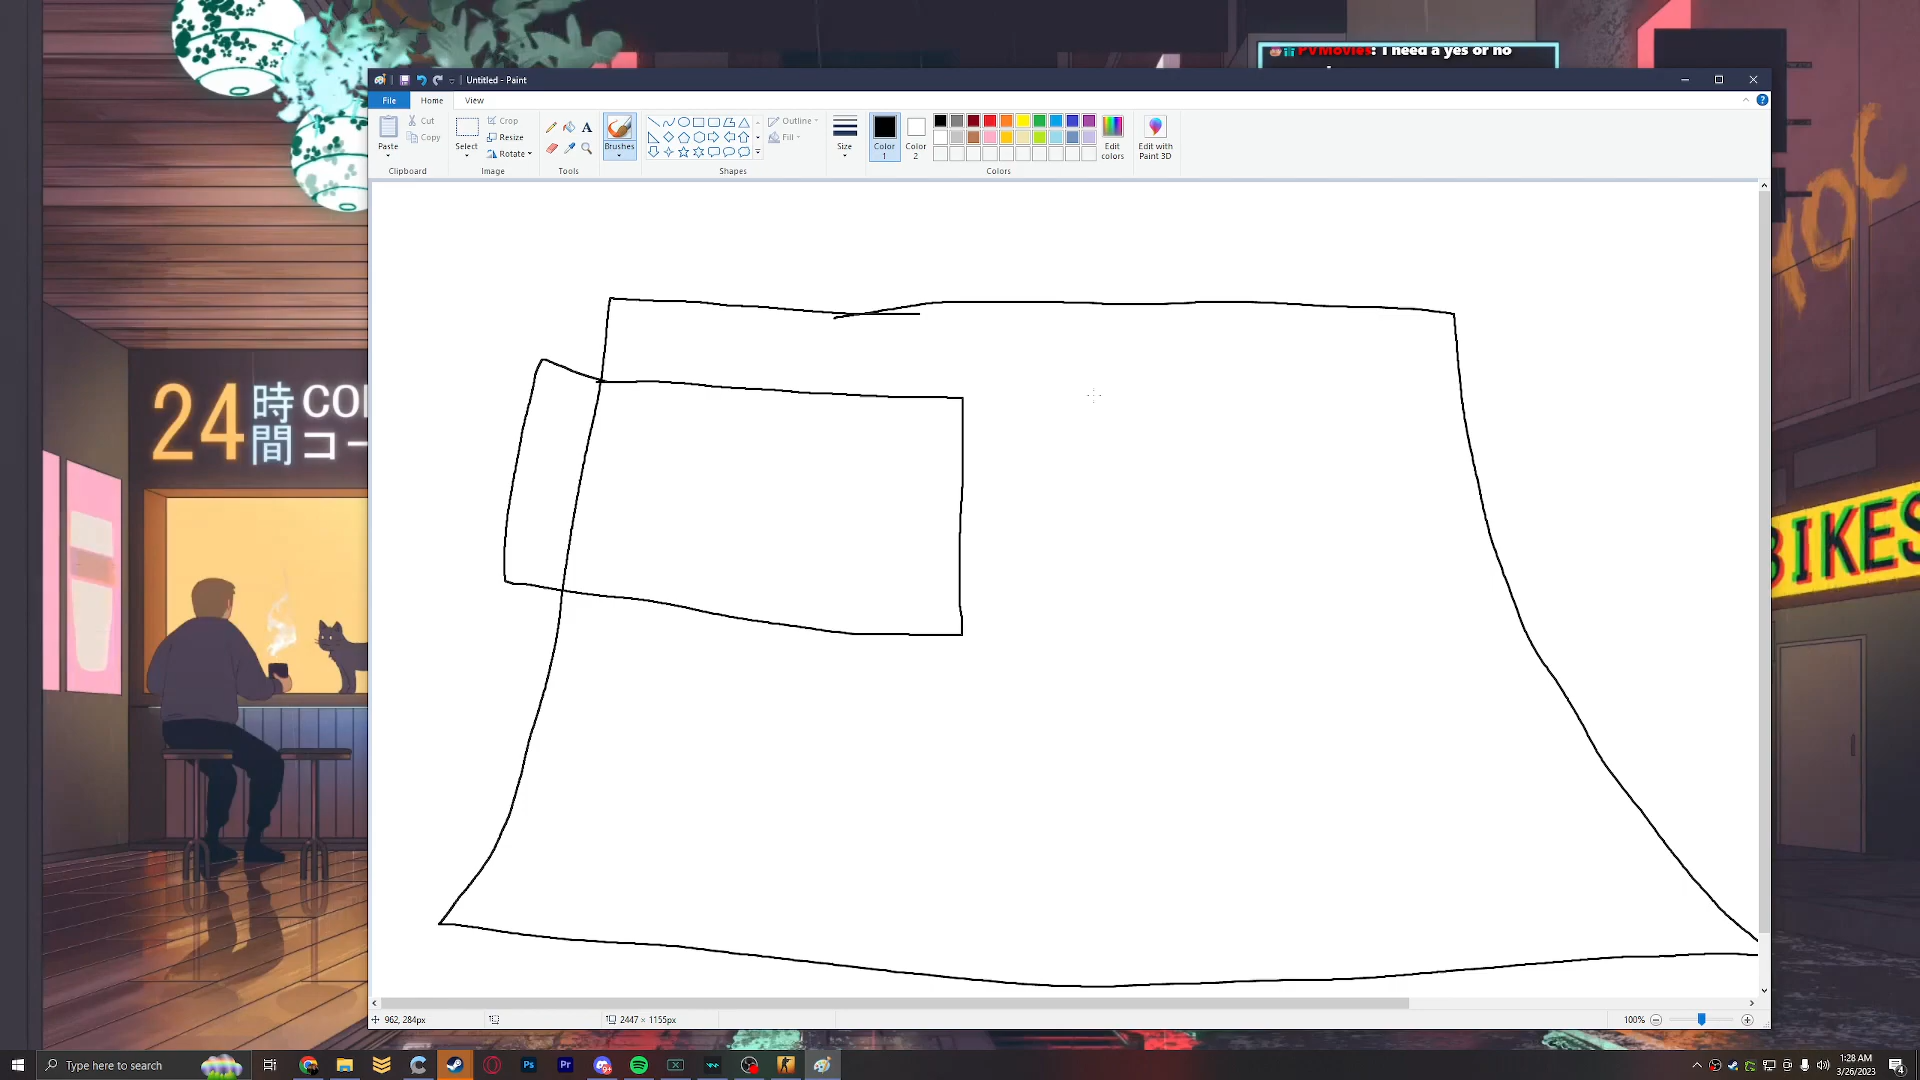 PVMovies: I need a yes or no
Untitled - Paint
File Home View
Paste
Cut
Copy
Clipboard
Select
Crop
Resize
Rotate
Image
Tools
Brushes
Shapes
Outline
Fill
Size
Color 1
Color 2
Colors
Edit colors
Edit with Paint 3D
24時間
CO
コー
BIKES
962, 284px
2447 × 1155px
100%
Type here to search
1:28 AM
3/26/2023